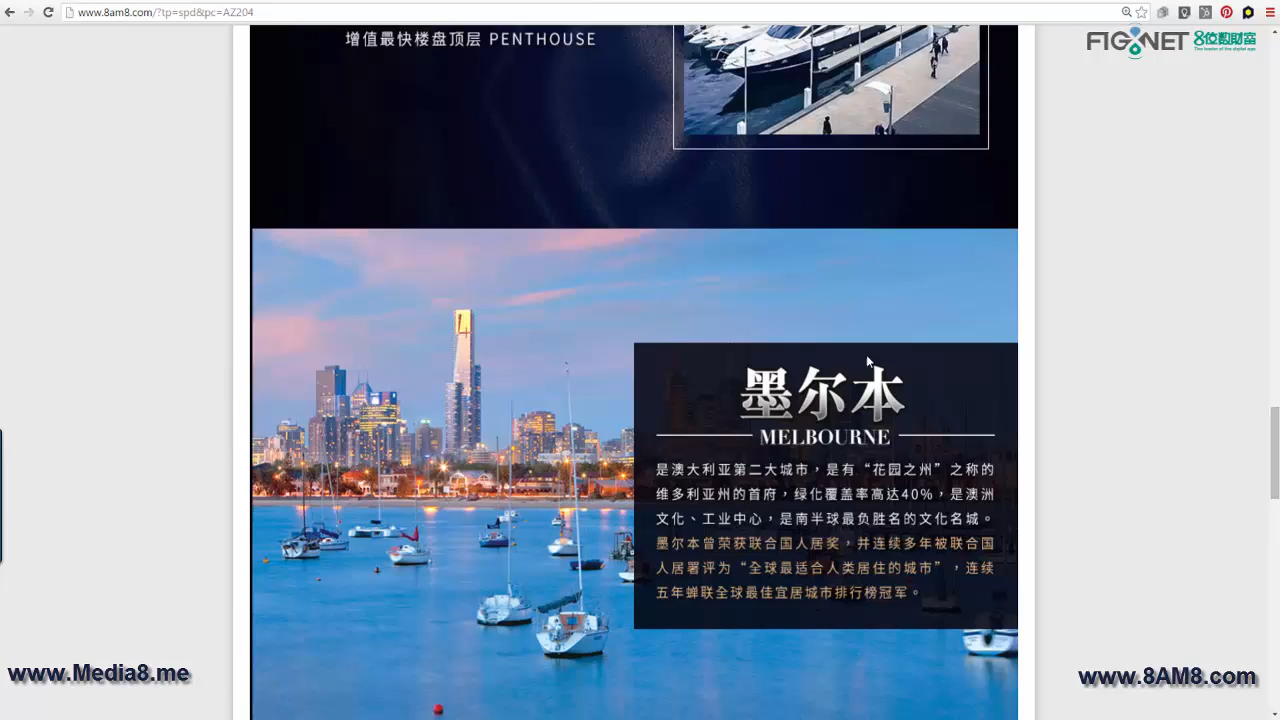 www.8am8.com/?tp=spd&pc=AZ204
FIGNET 8位数财富
The leader of the digital age
增值最快楼盘顶层 PENTHOUSE
墨尔本
MELBOURNE
是澳大利亚第二大城市，是有“花园之州”之称的
维多利亚州的首府，绿化覆盖率高达40%，是澳洲
文化、工业中心，是南半球最负胜名的文化名城。
墨尔本曾荣获联合国人居奖，并连续多年被联合国
人居署评为“全球最适合人类居住的城市”，连续
五年蝉联全球最佳宜居城市排行榜冠军。
www.Media8.me
www.8AM8.com